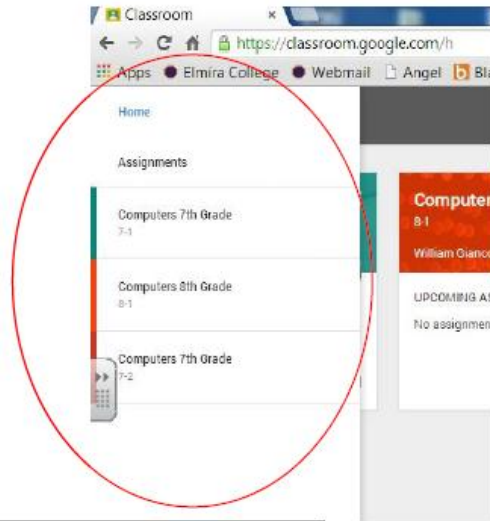 Classroom
https://classroom.google.com/h
Apps Elmira College Webmail Angel
Home
Assignments
Computers 7th Grade
7-1
Computers 8th Grade
8-1
Computers 7th Grade
7-2
Computer
8-1
William
UPCOMING
No assignmen